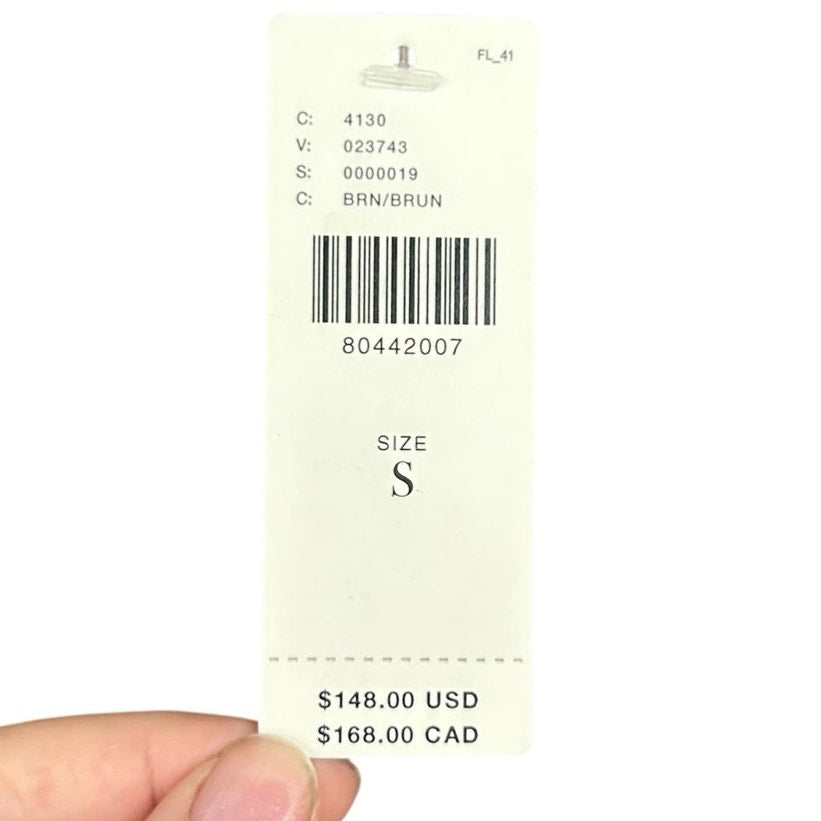 FL_41
C: 4130
V: 023743
S: 0000019
C: BRN/BRUN
80442007
SIZE
S
$148.00 USD
$168.00 CAD